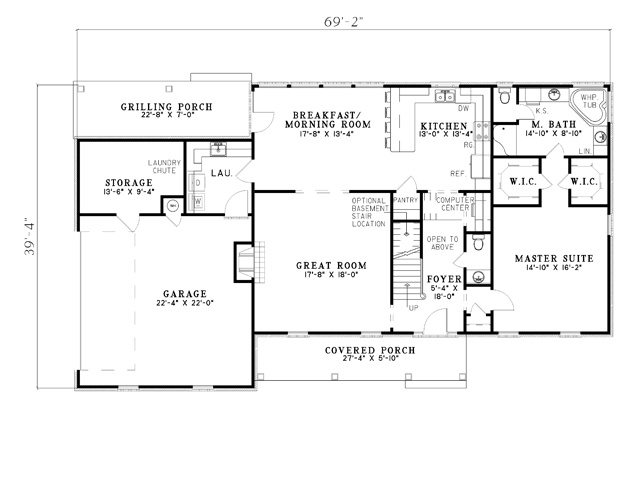 69'-2"
39'-4"
GRILLING PORCH
22'-8" X 7'-0"
BREAKFAST/
MORNING ROOM
17'-8" X 13'-4"
KITCHEN
13'-0" X 13'-4"
DW
RG.
REF
WHP
TUB
K.S.
M. BATH
14'-10" X 8'-10"
LIN.
LAUNDRY
CHUTE
STORAGE
13'-6" X 9'-4"
LAU.
D
W
W.I.C.
W.I.C.
PANTRY
COMPUTER
CENTER
OPTIONAL
BASEMENT
STAIR
LOCATION
OPEN TO
ABOVE
GREAT ROOM
17'-8" X 18'-0"
FOYER
5'-4" X
18'-0"
UP
MASTER SUITE
14'-10" X 16'-2"
GARAGE
22'-4" X 22'-0"
COVERED PORCH
27'-4" X 5'-10"